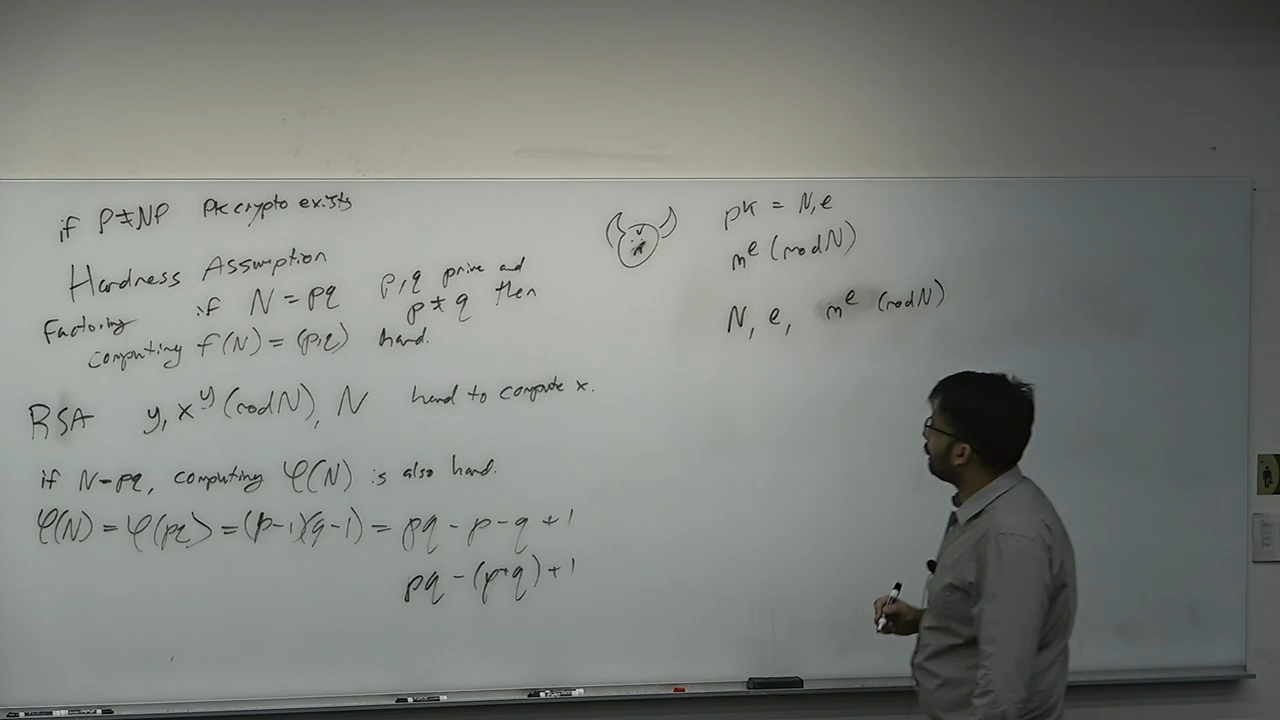 if P≠NP PK crypto exists
Hardness Assumption
Factoring if N = pq p,q prime and p ≠ q then
computing f(N) = (p,q) hard.
RSA y, x^y (mod N), N hard to compute x.
if N=pq, computing φ(N) is also hard.
φ(N) = φ(pq) = (p-1)(q-1) = pq - p - q + 1
pq - (p+q) + 1
pk = N,e
m^e (mod N)
N, e, m^e (mod N)